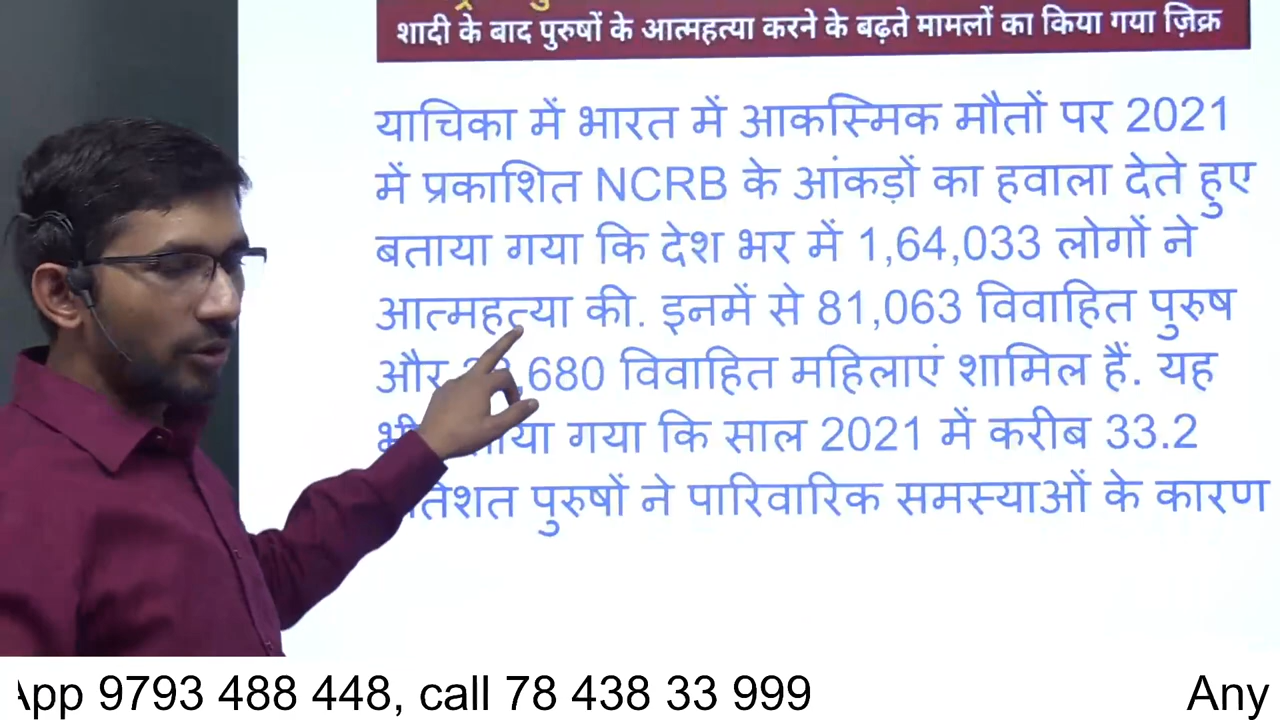 शादी के बाद पुरुषों के आत्महत्या करने के बढ़ते मामलों का किया गया ज़िक्र
याचिका में भारत में आकस्मिक मौतों पर 2021
में प्रकाशित NCRB के आंकड़ों का हवाला देते हुए
बताया गया कि देश भर में 1,64,033 लोगों ने
आत्महत्या की. इनमें से 81,063 विवाहित पुरुष
और ,680 विवाहित महिलाएं शामिल हैं. यह
गया कि साल 2021 में करीब 33.2
पुरुषों ने पारिवारिक समस्याओं के कारण
App 9793 488 448, call 78 438 33 999
Any